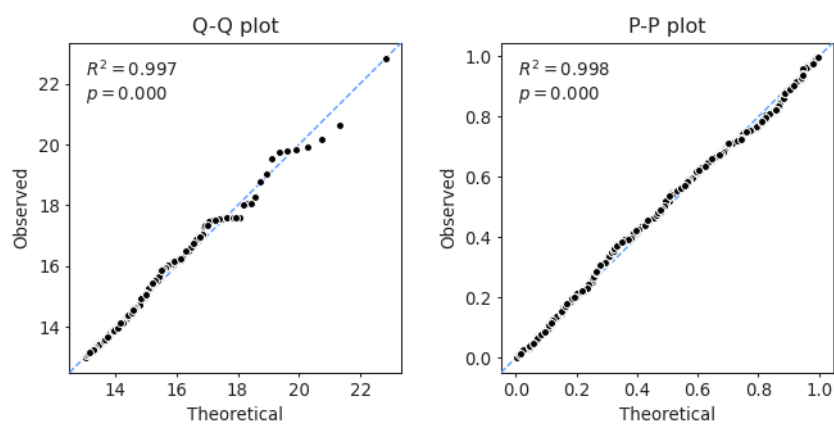 Q-Q plot
R² = 0.997
p = 0.000
22
20
18
16
14
Observed
14 16 18 20 22
Theoretical
P-P plot
R² = 0.998
p = 0.000
1.0
0.8
0.6
0.4
0.2
0.0
Observed
0.0 0.2 0.4 0.6 0.8 1.0
Theoretical